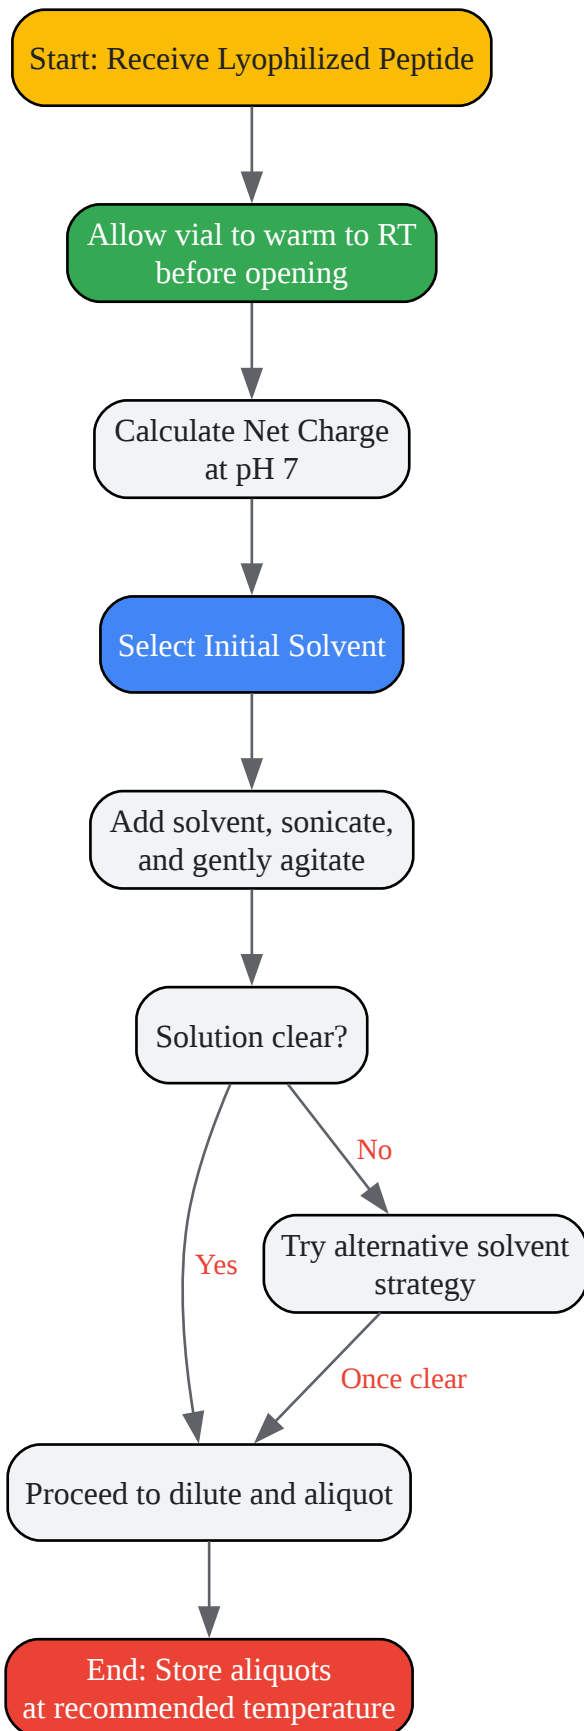 Start: Receive Lyophilized Peptide
Allow vial to warm to RT
before opening
Calculate Net Charge
at pH 7
Select Initial Solvent
Add solvent, sonicate,
and gently agitate
Solution clear?
No
Yes
Try alternative solvent
strategy
Once clear
Proceed to dilute and aliquot
End: Store aliquots
at recommended temperature